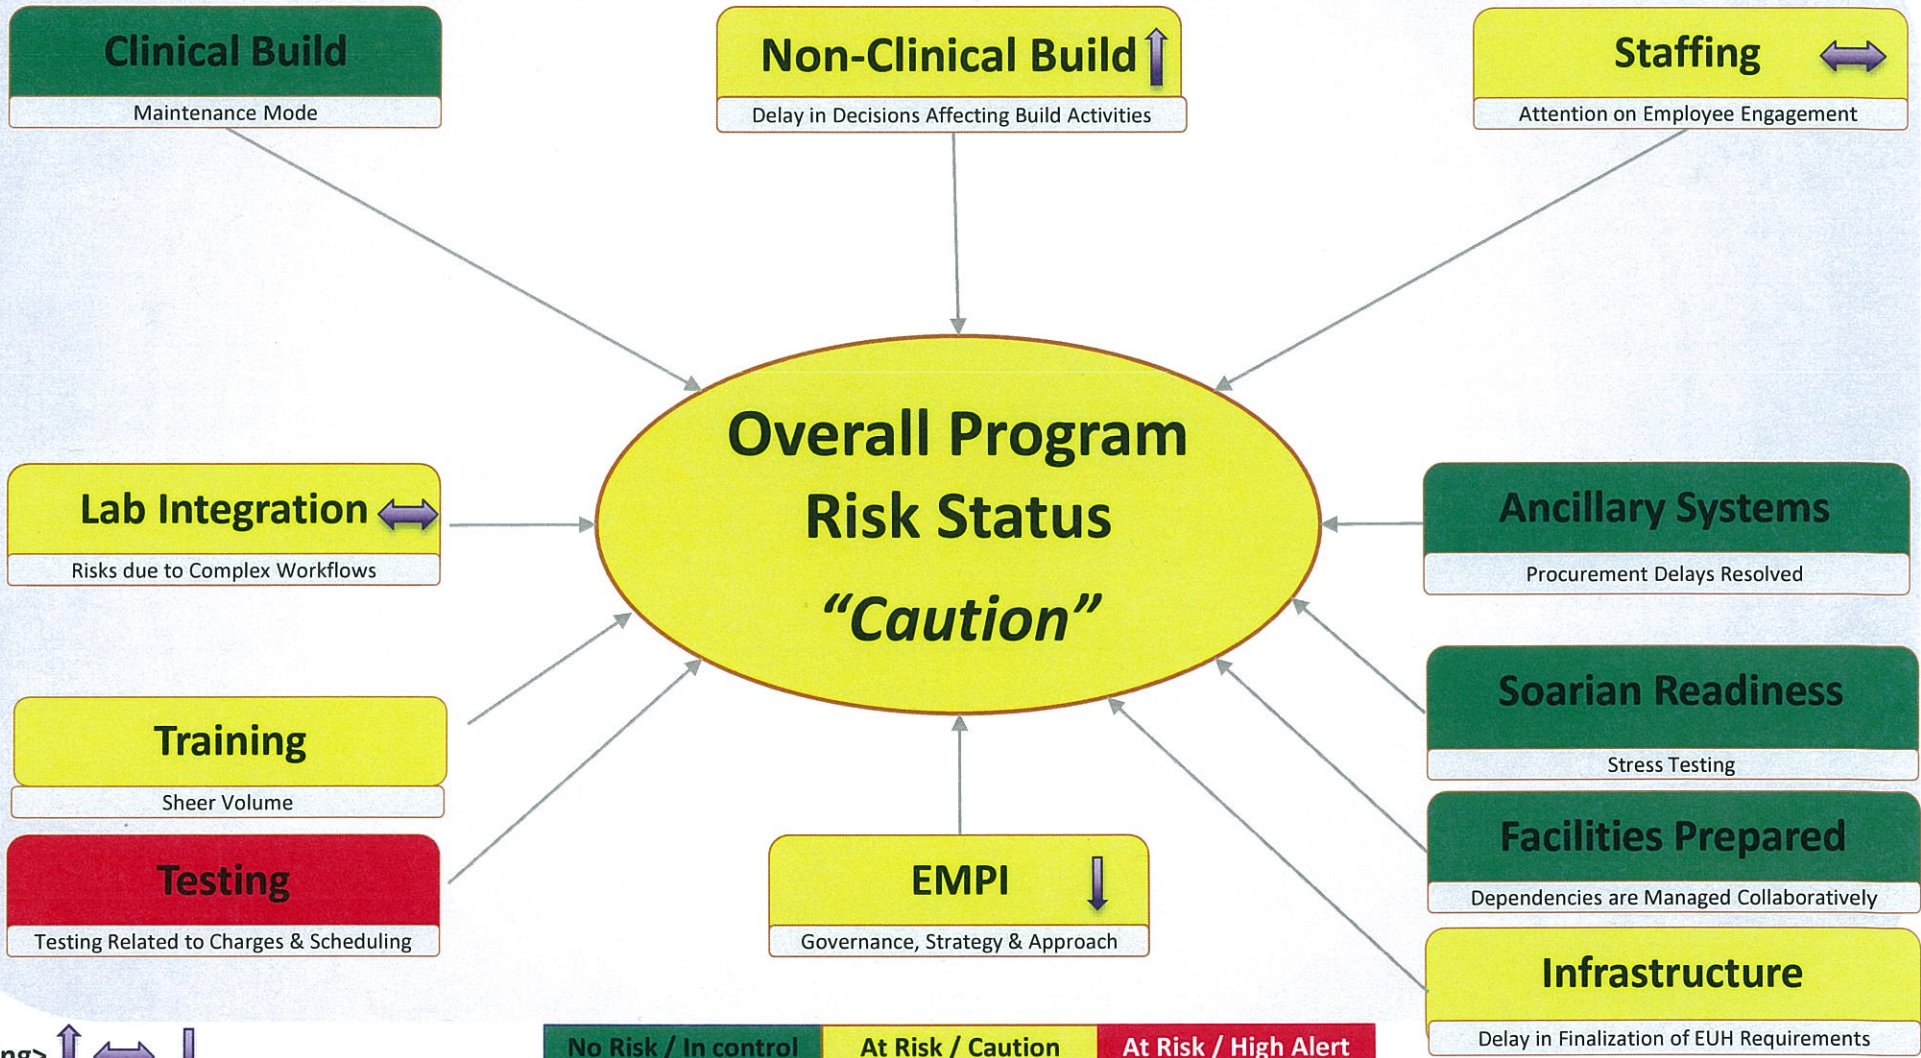 Clinical Build
Maintenance Mode
Non-Clinical Build
Delay in Decisions Affecting Build Activities
Staffing
Attention on Employee Engagement
Overall Program
Risk Status
“Caution”
Lab Integration
Risks due to Complex Workflows
Ancillary Systems
Procurement Delays Resolved
Training
Sheer Volume
Soarian Readiness
Stress Testing
Testing
Testing Related to Charges & Scheduling
EMPI
Governance, Strategy & Approach
Facilities Prepared
Dependencies are Managed Collaboratively
Infrastructure
Delay in Finalization of EUH Requirements
No Risk / In control
At Risk / Caution
At Risk / High Alert